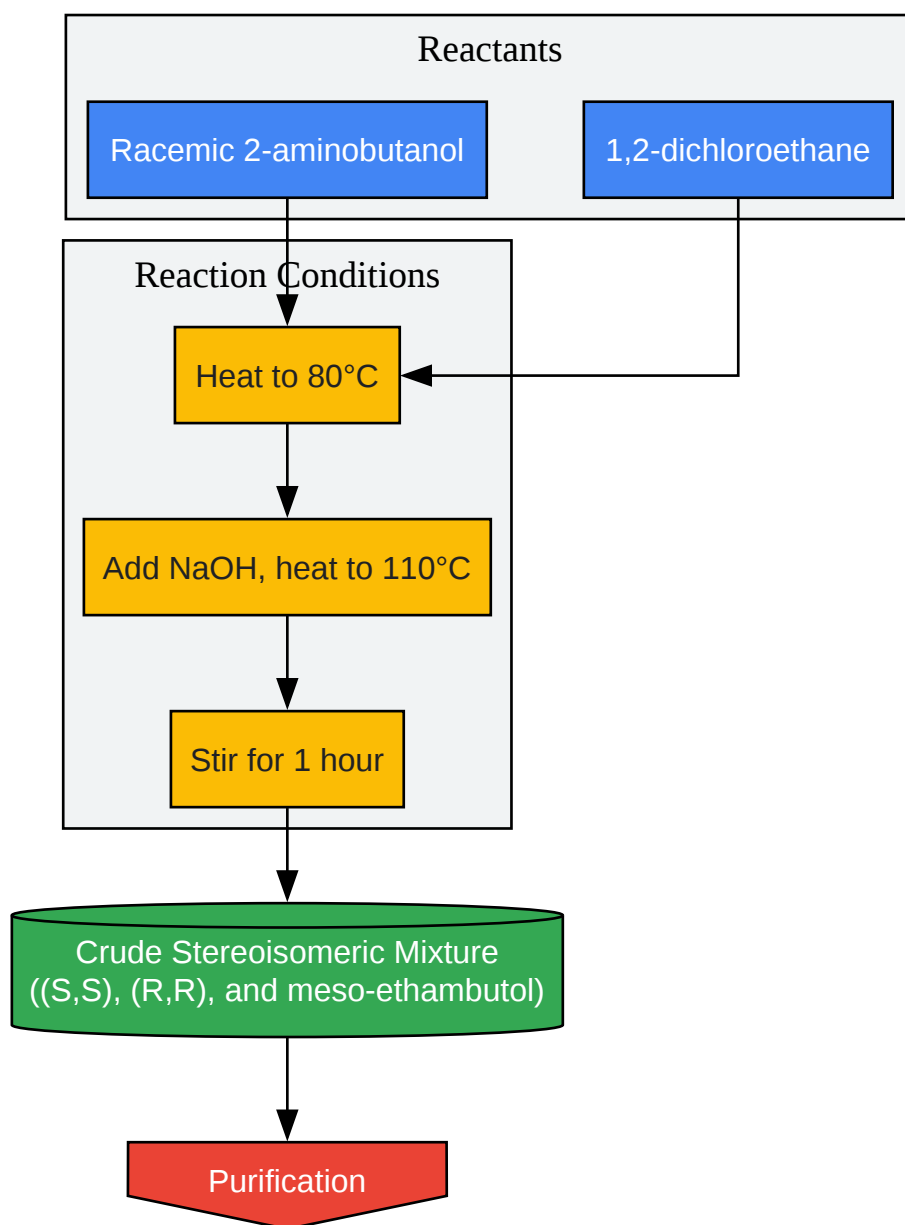 Reactants
Racemic 2-aminobutanol
1,2-dichloroethane
Reaction Conditions
Heat to 80°C
Add NaOH, heat to 110°C
Stir for 1 hour
Crude Stereoisomeric Mixture
((S,S), (R,R), and meso-ethambutol)
Purification